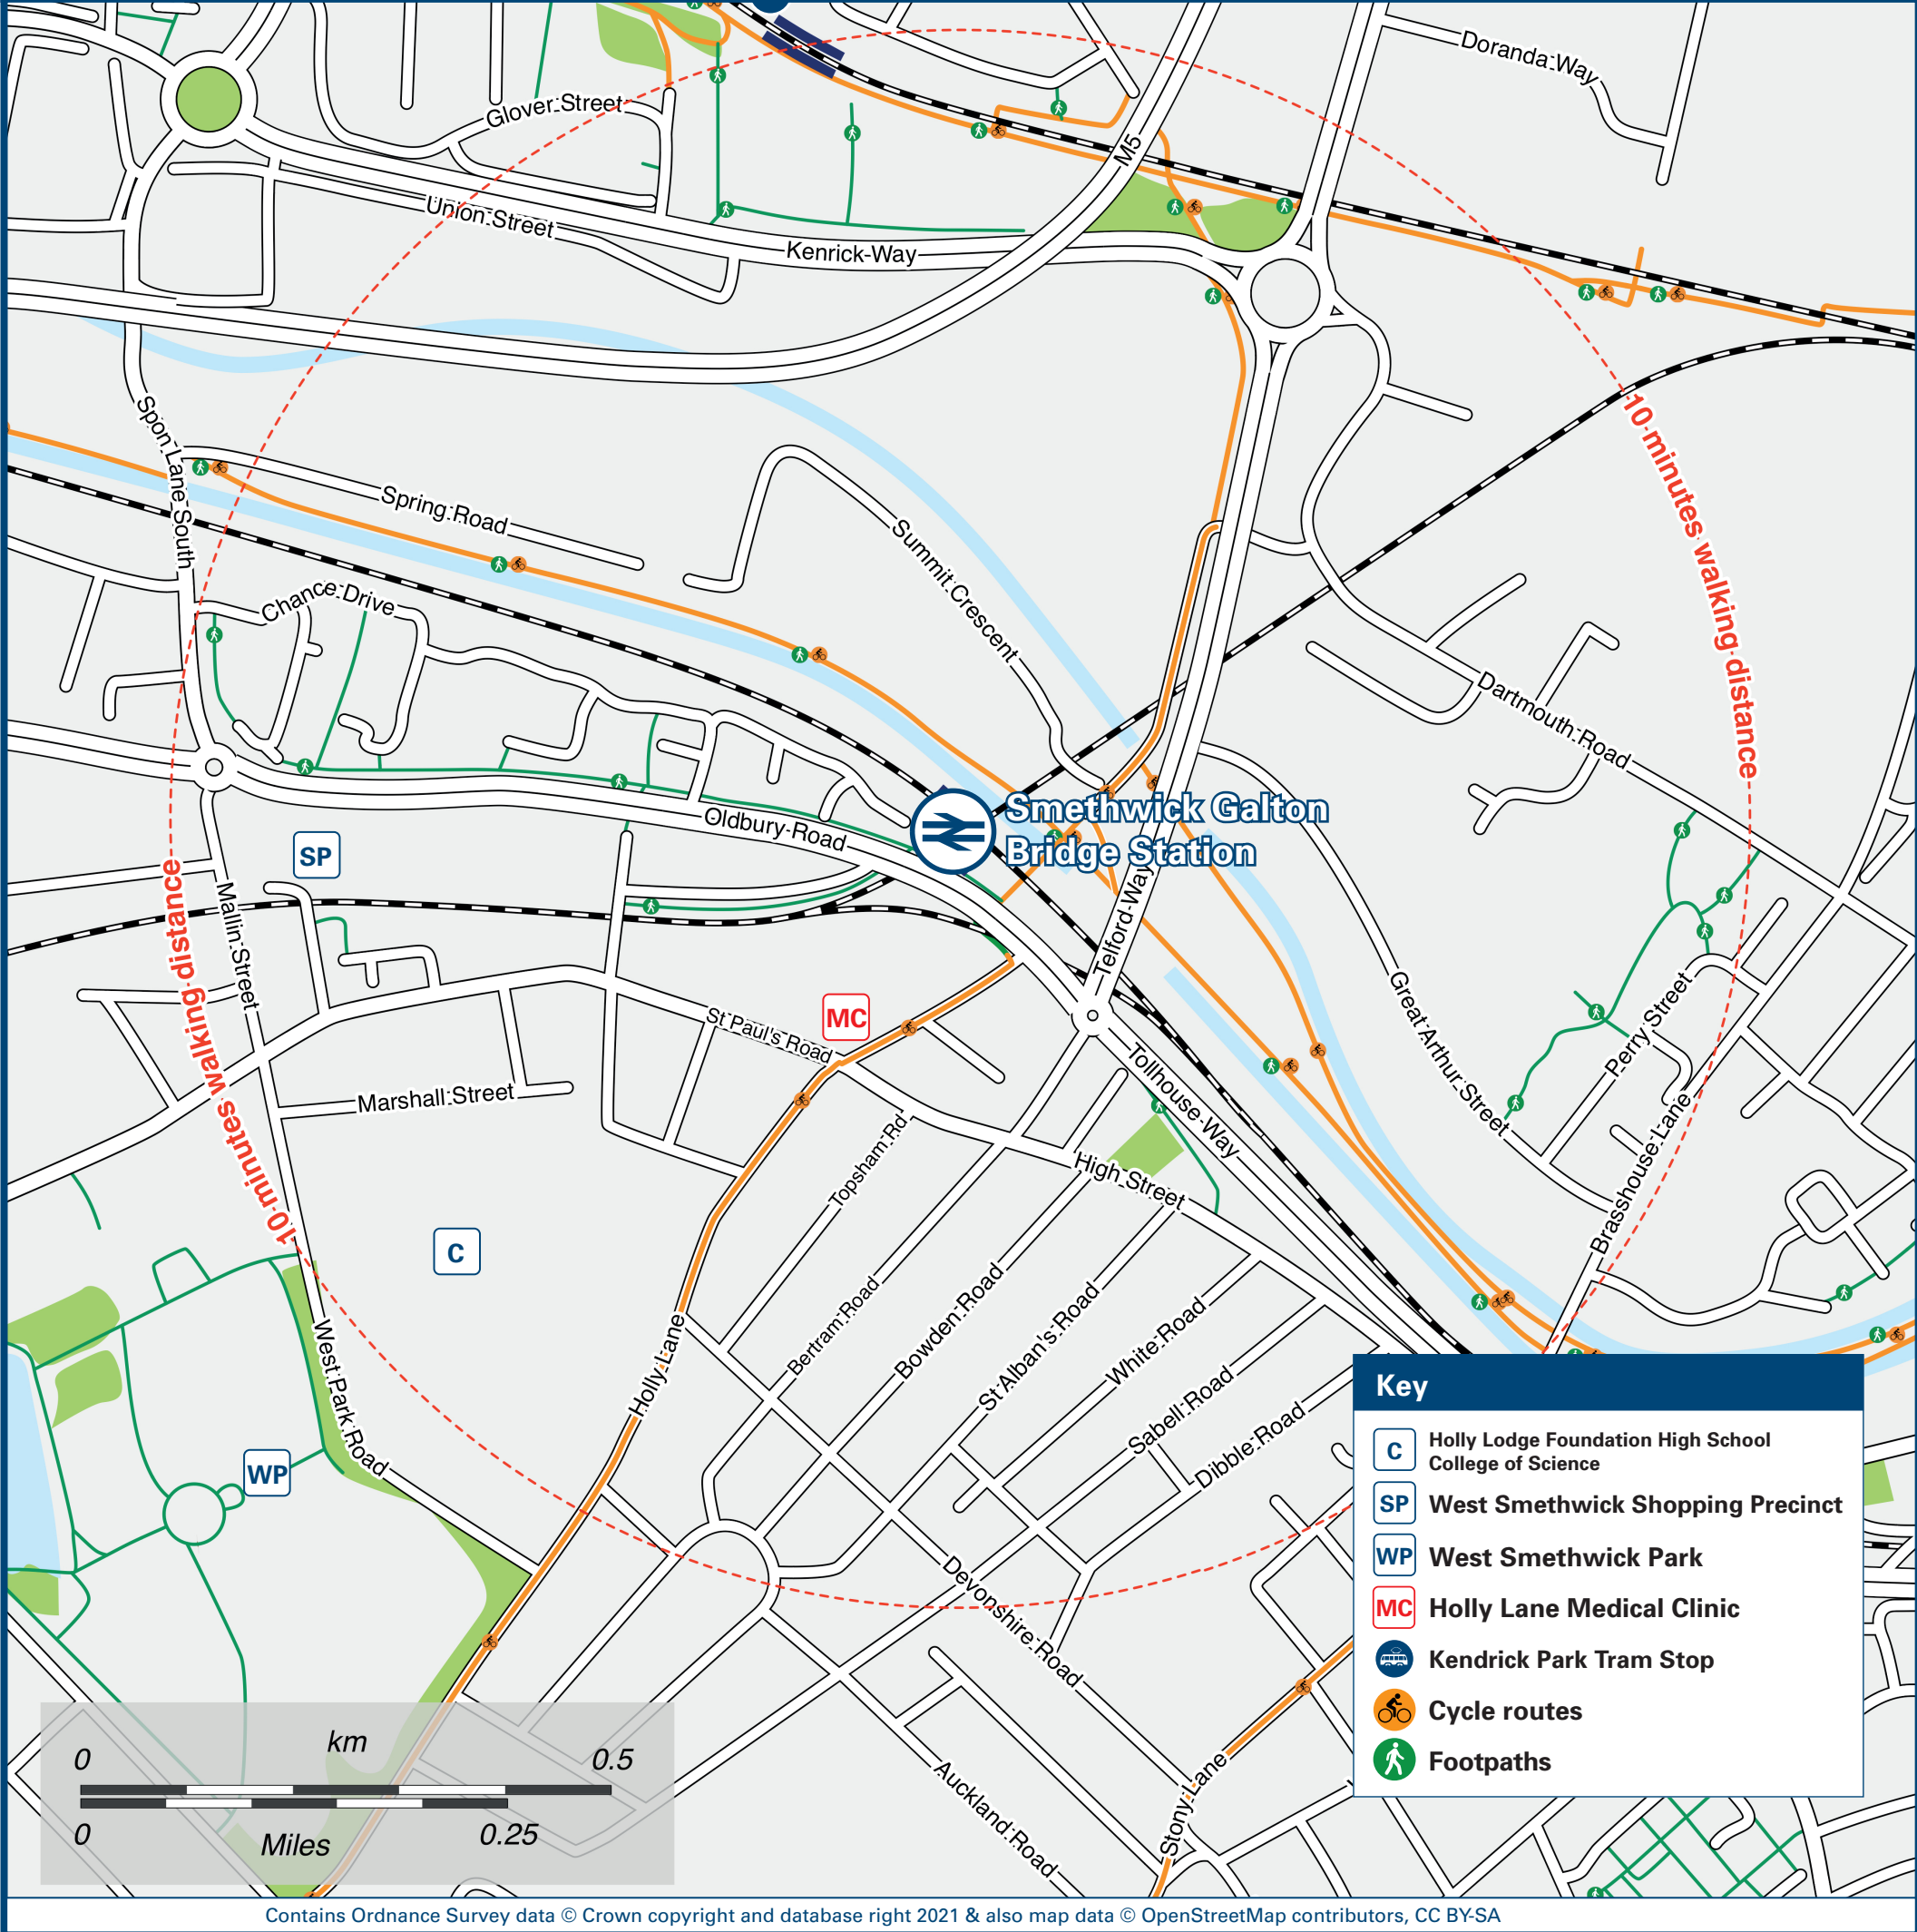 Doranda Way
Glover Street
M5
Union Street
Kenrick Way
Spon Lane South
10 minutes walking distance
Spring Road
Summit Crescent
Chance Drive
Dartmouth Road
Smethwick Galton
Bridge Station
Oldbury Road
SP
Mallin Street
10 minutes walking distance
Telford Way
MC
St Paul's Road
Great Arthur Street
Perry Street
Marshall Street
Tollhouse Way
Brasshouse Lane
Topsham Rd
High Street
C
Holly Lane
Bertram Road
Bowden Road
St Alban's Road
White Road
Sabell Road
Dibble Road
West Park Road
WP
Devonshire Road
Auckland Road
Stony Lane
Key
C Holly Lodge Foundation High School
College of Science
SP West Smethwick Shopping Precinct
WP West Smethwick Park
MC Holly Lane Medical Clinic
Kendrick Park Tram Stop
Cycle routes
Footpaths
km
0 0.5
0 0.25
Miles
Contains Ordnance Survey data © Crown copyright and database right 2021 & also map data © OpenStreetMap contributors, CC BY-SA